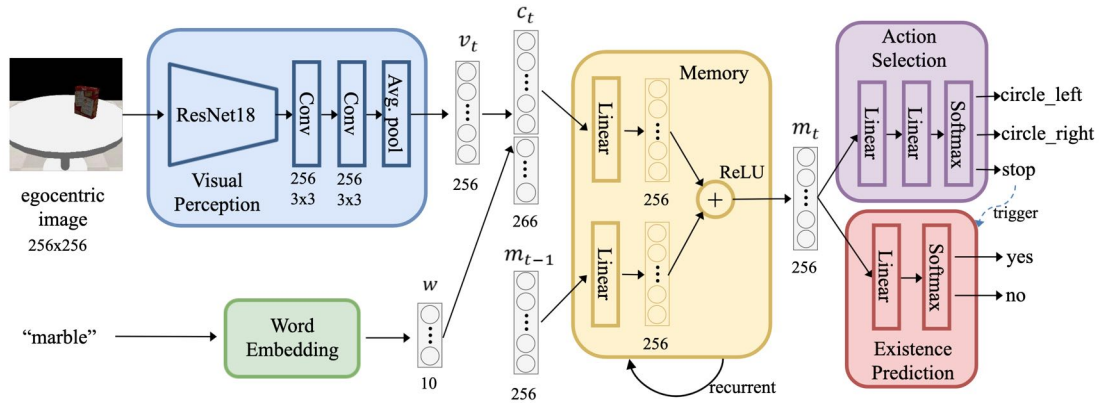 egocentric
image
256x256
ResNet18
Conv
Conv
Avg. pool
256
3x3
256
3x3
Visual
Perception
v_t
256
c_t
266
"marble"
Word
Embedding
w
10
m_{t-1}
256
Memory
Linear
256
Linear
256
ReLU
+
recurrent
m_t
256
Action
Selection
Linear
Linear
Softmax
circle_left
circle_right
stop
trigger
Linear
Softmax
yes
no
Existence
Prediction